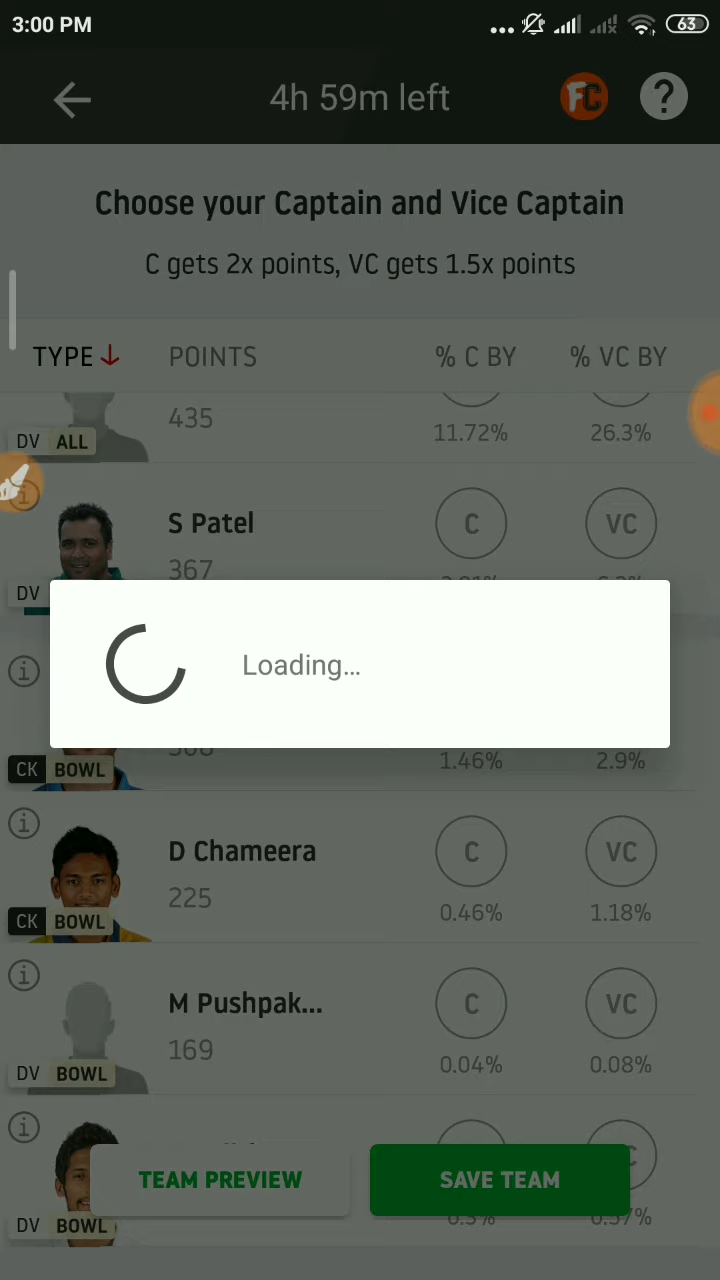 3:00 PM
63
4h 59m left
FC
?
Choose your Captain and Vice Captain
C gets 2x points, VC gets 1.5x points
TYPE POINTS % C BY % VC BY
435
11.72% 26.3%
DV ALL
S Patel
C VC
367
DV
Loading...
1.46% 2.9%
CK BOWL
D Chameera
C VC
225
0.46% 1.18%
CK BOWL
M Pushpak...
C VC
169
0.04% 0.08%
DV BOWL
TEAM PREVIEW SAVE TEAM
DV BOWL